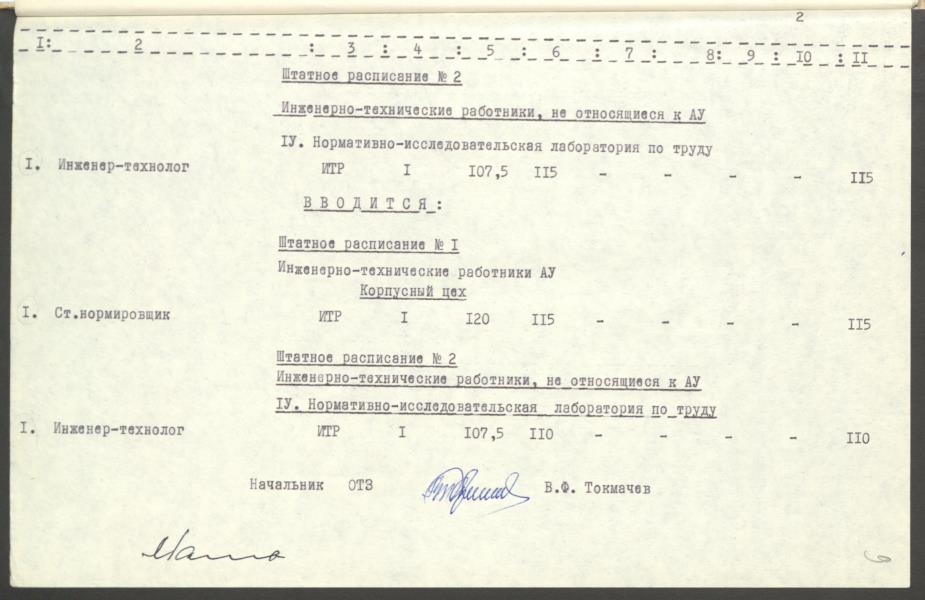 2
I: 2 : 3 : 4 : 5 : 6 : 7 : 8: 9 : IO : II
Штатное расписание № 2
Инженерно-технические работники, не относящиеся к АУ
IУ. Нормативно-исследовательская лаборатория по труду
I. Инженер-технолог ИТР I I07,5 II5 - - - - II5
В В О Д И Т С Я :
Штатное расписание № I
Инженерно-технические работники АУ
Корпусный цех
I. Ст.нормировщик ИТР I I20 II5 - - - - II5
Штатное расписание № 2
Инженерно-технические работники, не относящиеся к АУ
IУ. Нормативно-исследовательская лаборатория по труду
I. Инженер-технолог ИТР I I07,5 II0 - - - - II0
Начальник ОТЗ В.Ф. Токмачев